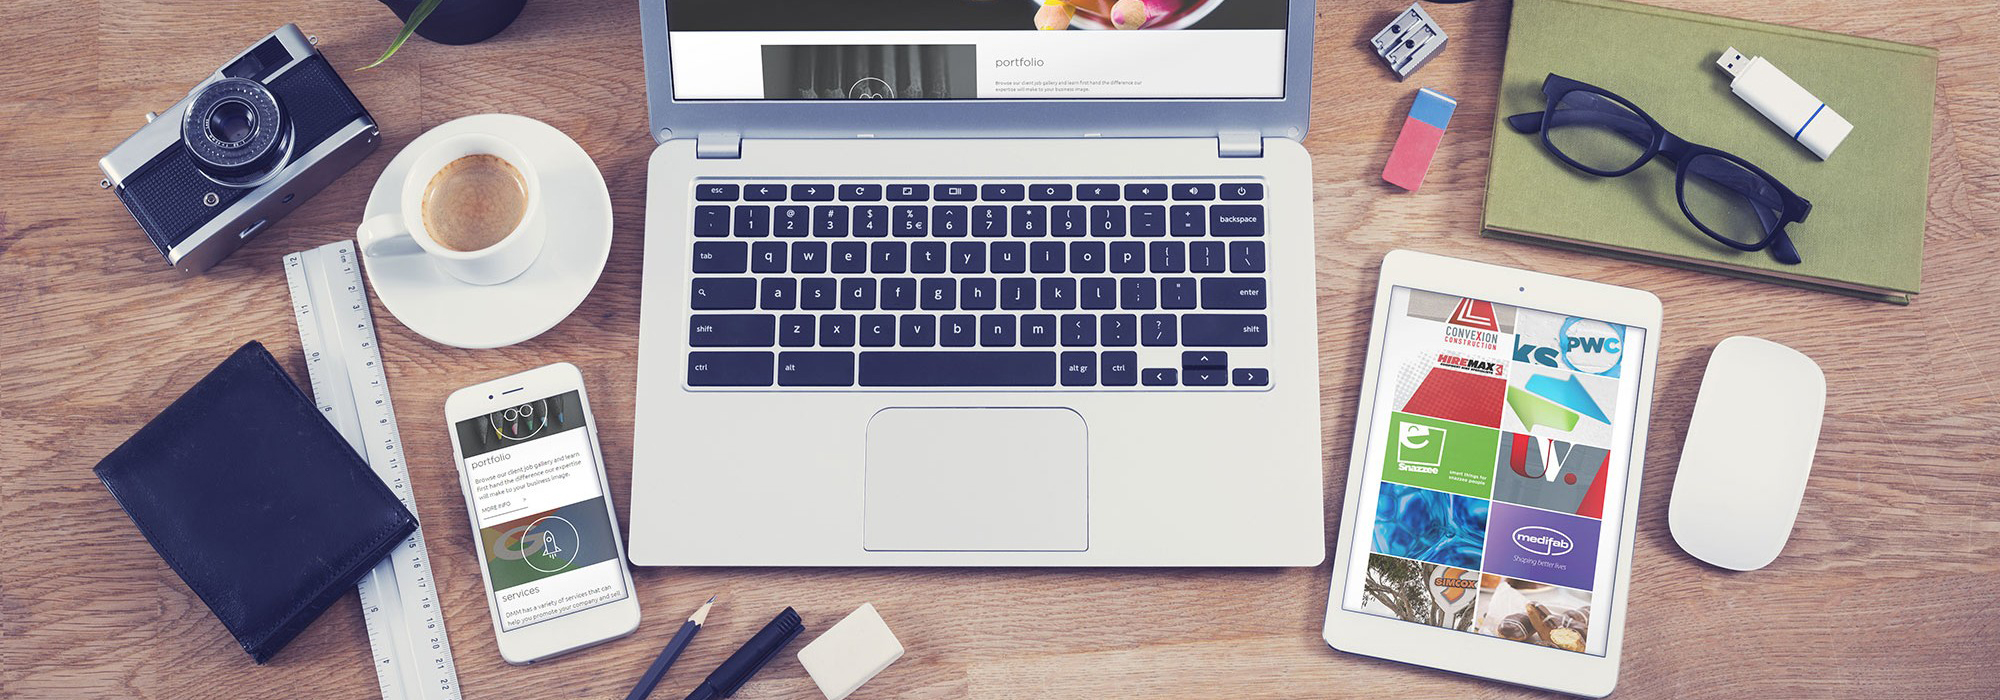 portfolio
Browse our client job gallery and learn first hand the difference our
expertise will make to your business image.
esc
~ ! @ # $ % ^ & * ( ) — +
1 2 3 4 5 € 6 7 8 9 0 – =
backspace
tab q w e r t y u i o p { } |
[ ] \
a s d f g h j k l : " enter
; '
shift z x c v b n m < > ? shift
, . /
ctrl alt alt gr ctrl
portfolio
Browse our client job gallery and learn
first hand the difference our expertise
will make to your business image.
MORE INFO
services
DMM has a variety of services that can
help you promote your company and sell
CONVEXION
CONSTRUCTION
ks
PWC
HIREMAX
e
Snazzee
smart things for
snazzee people
UV.
medifab
Shaping better lives
SIMCOX